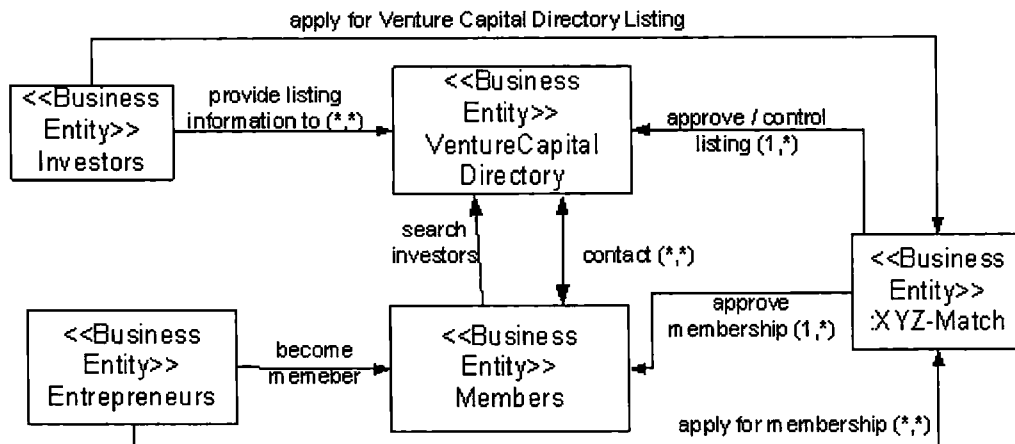 apply for Venture Capital Directory Listing
<<Business
Entity>>
Investors
provide listing
information to (*,*)
<<Business
Entity>>
VentureCapital
Directory
approve / control
listing (1,*)
search
investors
contact (*,*)
<<Business
Entity>>
:XYZ-Match
<<Business
Entity>>
Entrepreneurs
become
memeber
<<Business
Entity>>
Members
approve
membership (1,*)
apply for membership (*,*)